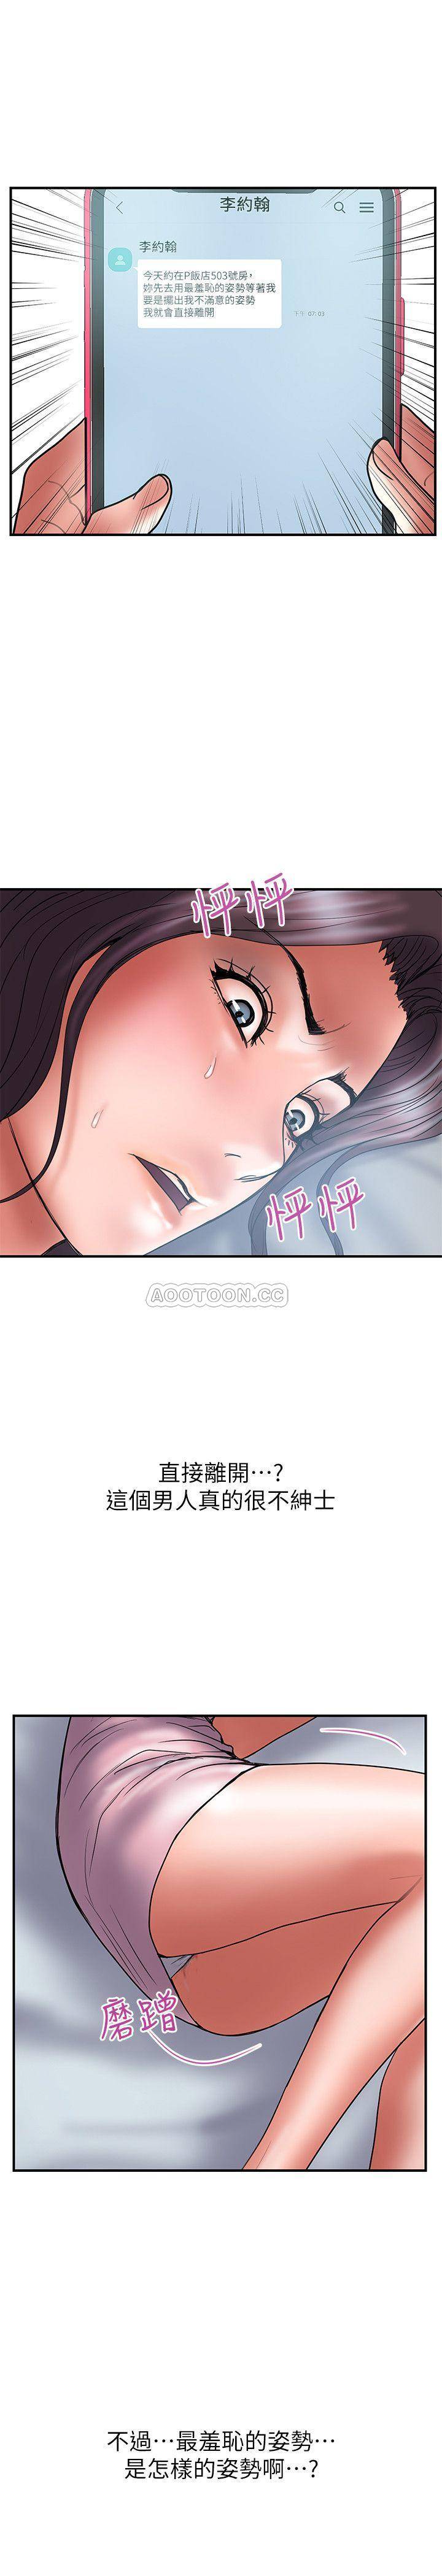 李約翰
李約翰
今天約在P飯店503號房，
妳先去用最羞恥的姿勢等著我
要是擺出我不滿意的姿勢
我就會直接離開
下午 07:03
怦怦
怦怦
AOOTOON.CC
直接離開…?
這個男人真的很不紳士
磨蹭
不過…最羞恥的姿勢…
是怎樣的姿勢啊…?